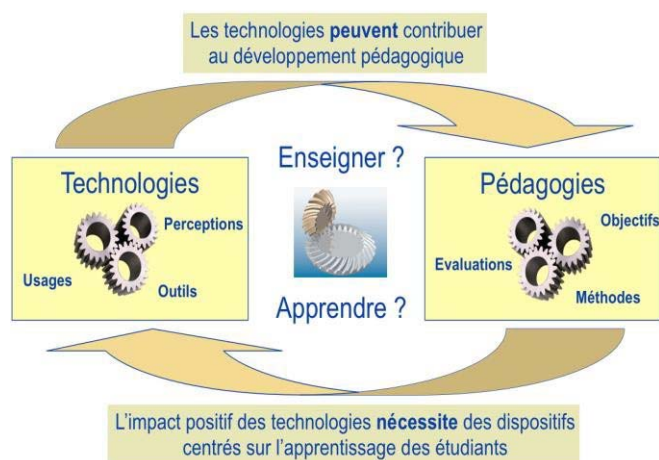 Les technologies peuvent contribuer
au développement pédagogique
Enseigner ?
Technologies
Perceptions
Usages
Outils
Pédagogies
Objectifs
Evaluations
Méthodes
Apprendre ?
L'impact positif des technologies nécessite des dispositifs
centrés sur l'apprentissage des étudiants